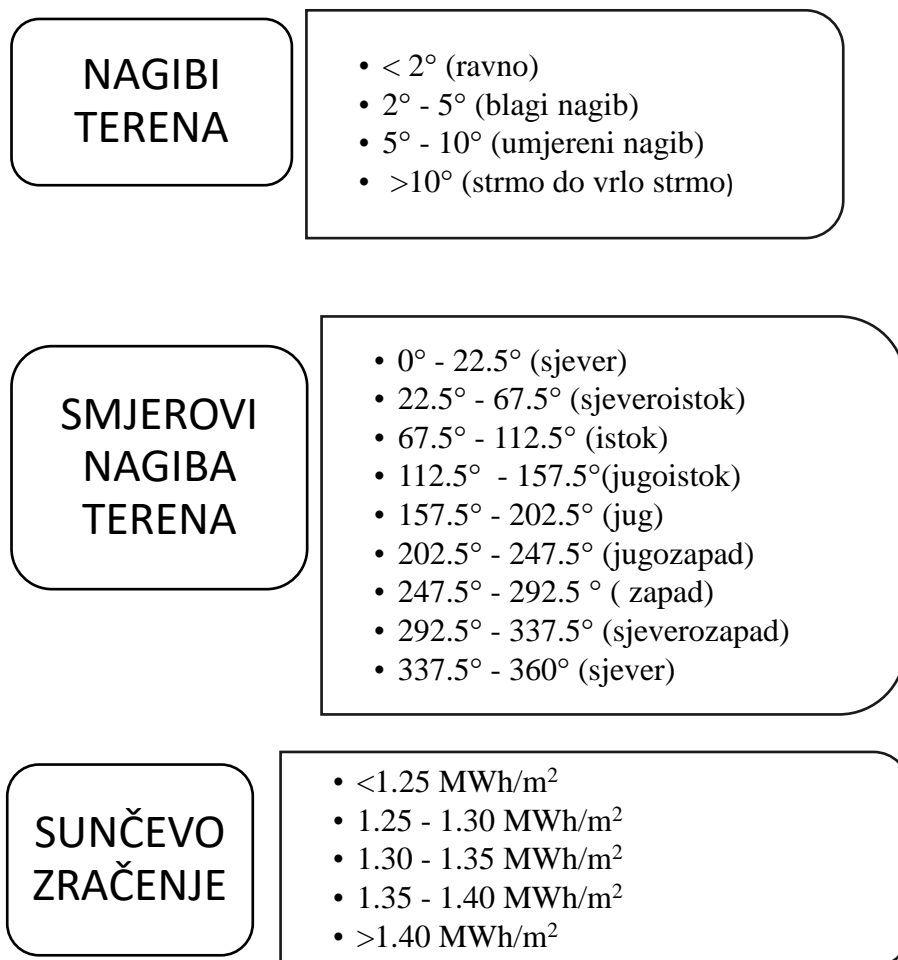 NAGIBI
TERENA
• < 2° (ravno)
• 2° - 5° (blagi nagib)
• 5° - 10° (umjereni nagib)
• >10° (strmo do vrlo strmo)
SMJEROVI
NAGIBA
TERENA
• 0° - 22.5° (sjever)
• 22.5° - 67.5° (sjeveroistok)
• 67.5° - 112.5° (istok)
• 112.5° - 157.5°(jugoistok)
• 157.5° - 202.5° (jug)
• 202.5° - 247.5° (jugozapad)
• 247.5° - 292.5 ° ( zapad)
• 292.5° - 337.5° (sjeverozapad)
• 337.5° - 360° (sjever)
SUNČEVO
ZRAČENJE
• <1.25 MWh/m²
• 1.25 - 1.30 MWh/m²
• 1.30 - 1.35 MWh/m²
• 1.35 - 1.40 MWh/m²
• >1.40 MWh/m²